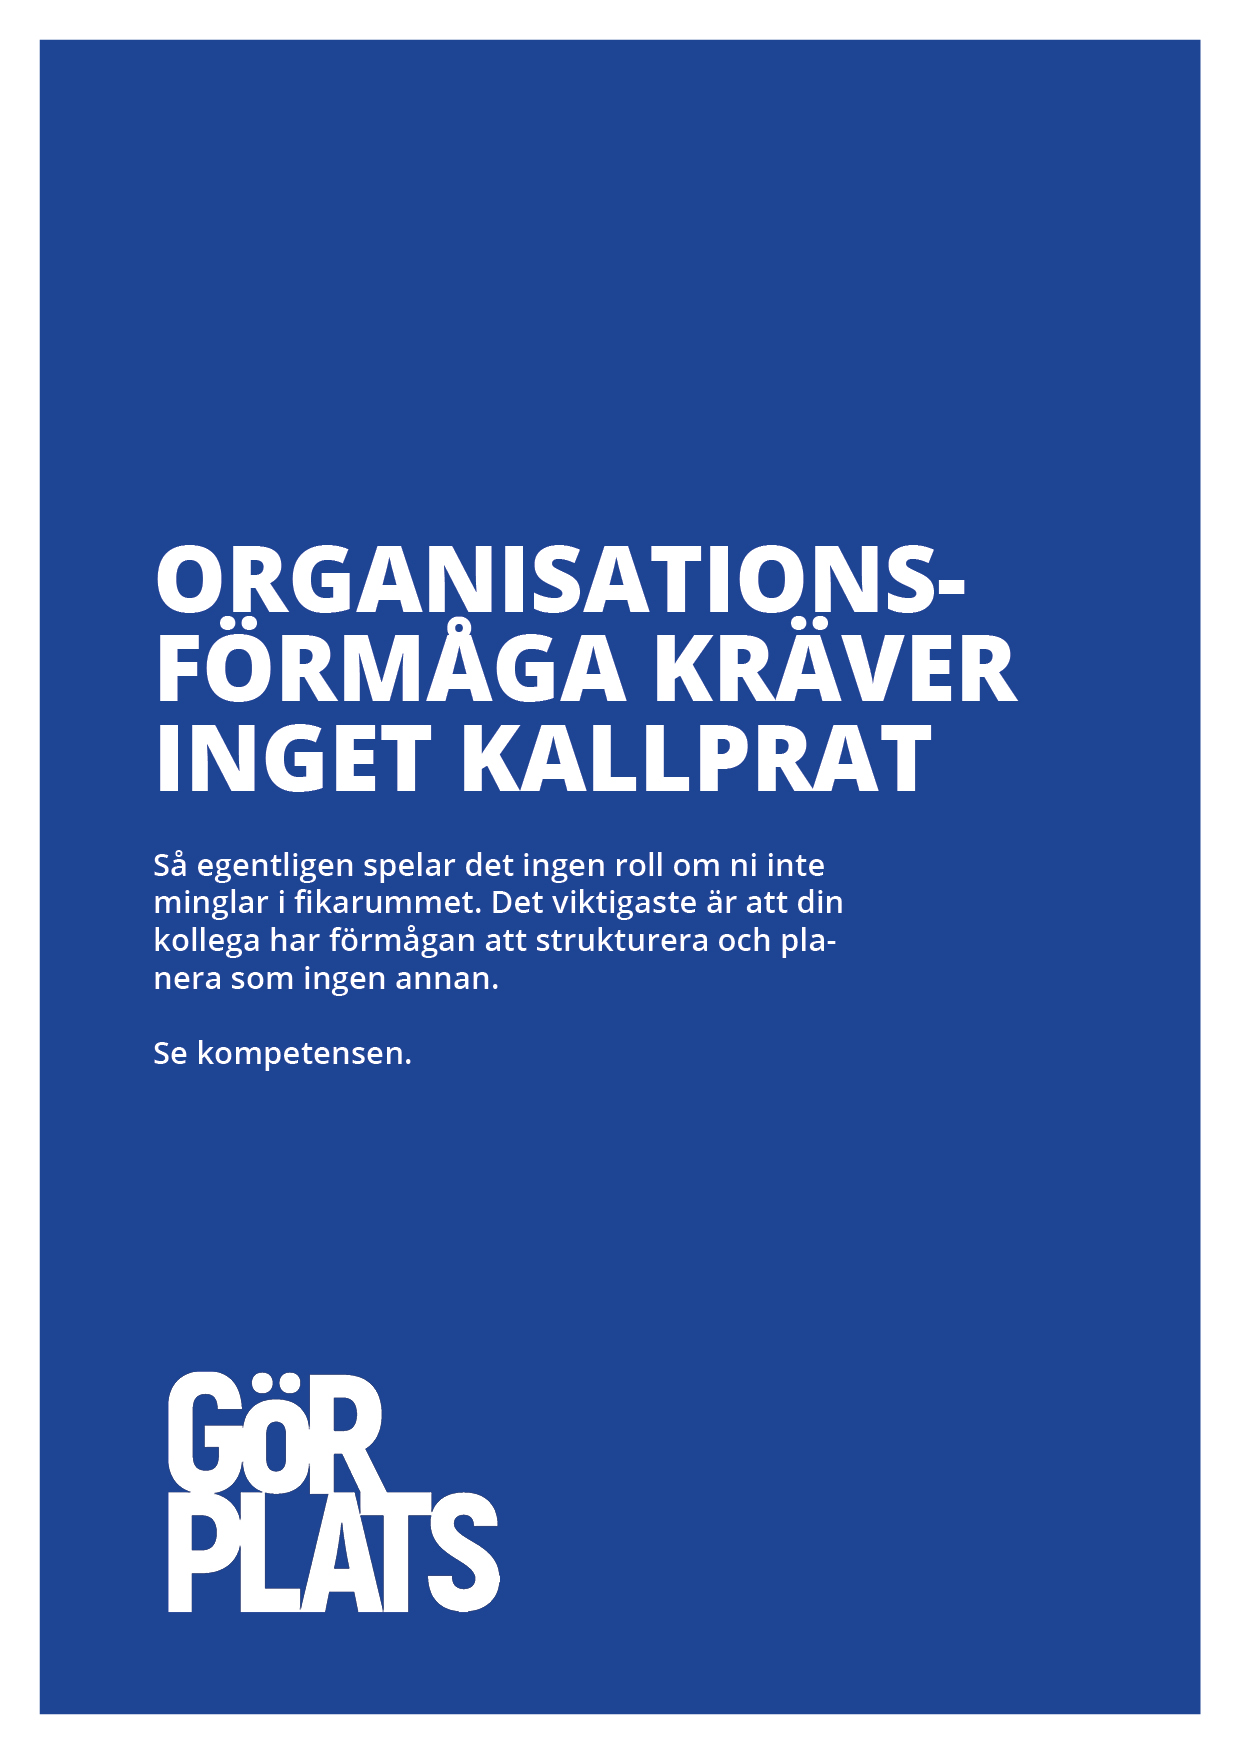 ORGANISATIONS-
FÖRMÅGA KRÄVER
INGET KALLPRAT
Så egentligen spelar det ingen roll om ni inte
minglar i fikarummet. Det viktigaste är att din
kollega har förmågan att strukturera och pla-
nera som ingen annan.
Se kompetensen.
GÖR
PLATS